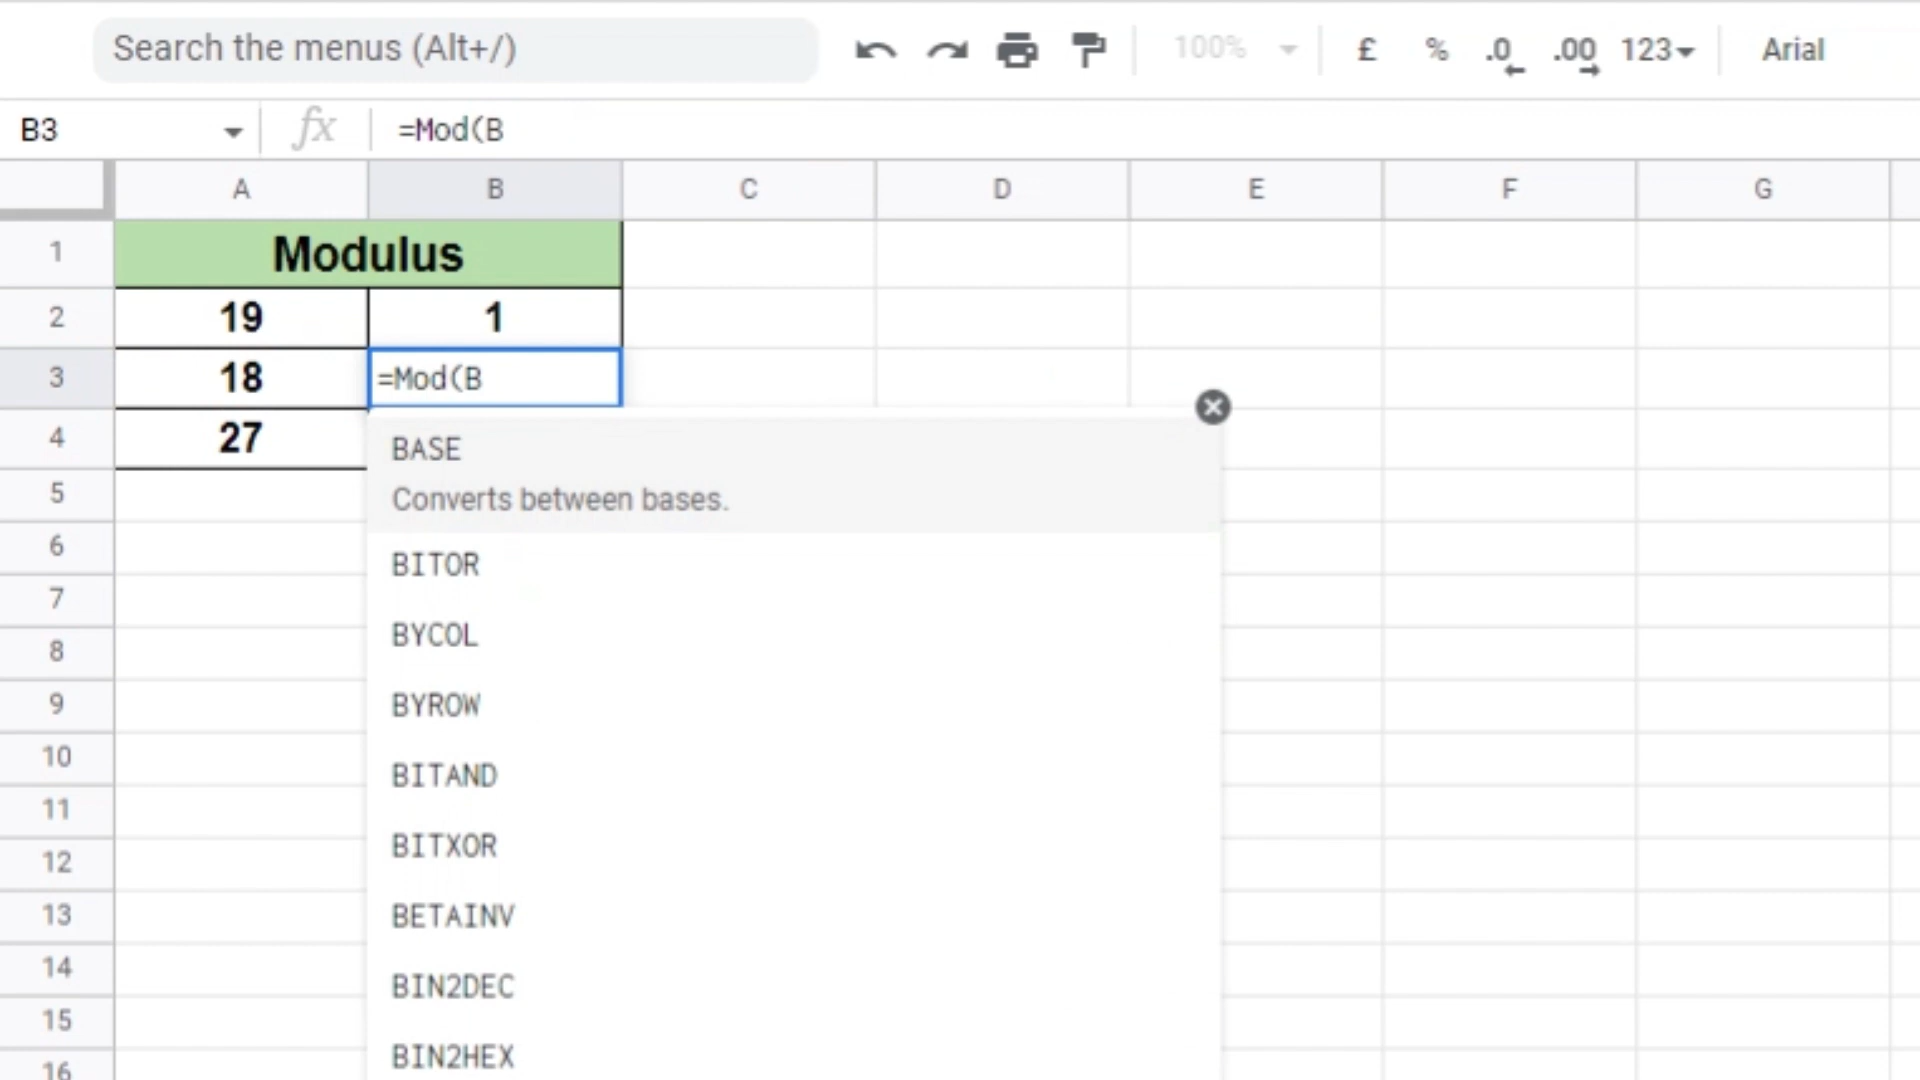 Search the menus (Alt+/)
100% £ % .0 .00 123 Arial
B3 fx =Mod(B
A B C D E F G
1 Modulus
2 19 1
3 18 =Mod(B
4 27
BASE
5 Converts between bases.
6 BITOR
7 BYCOL
8
9 BYROW
10 BITAND
11
12 BITXOR
13 BETAINV
14 BIN2DEC
15
16 BIN2HEX